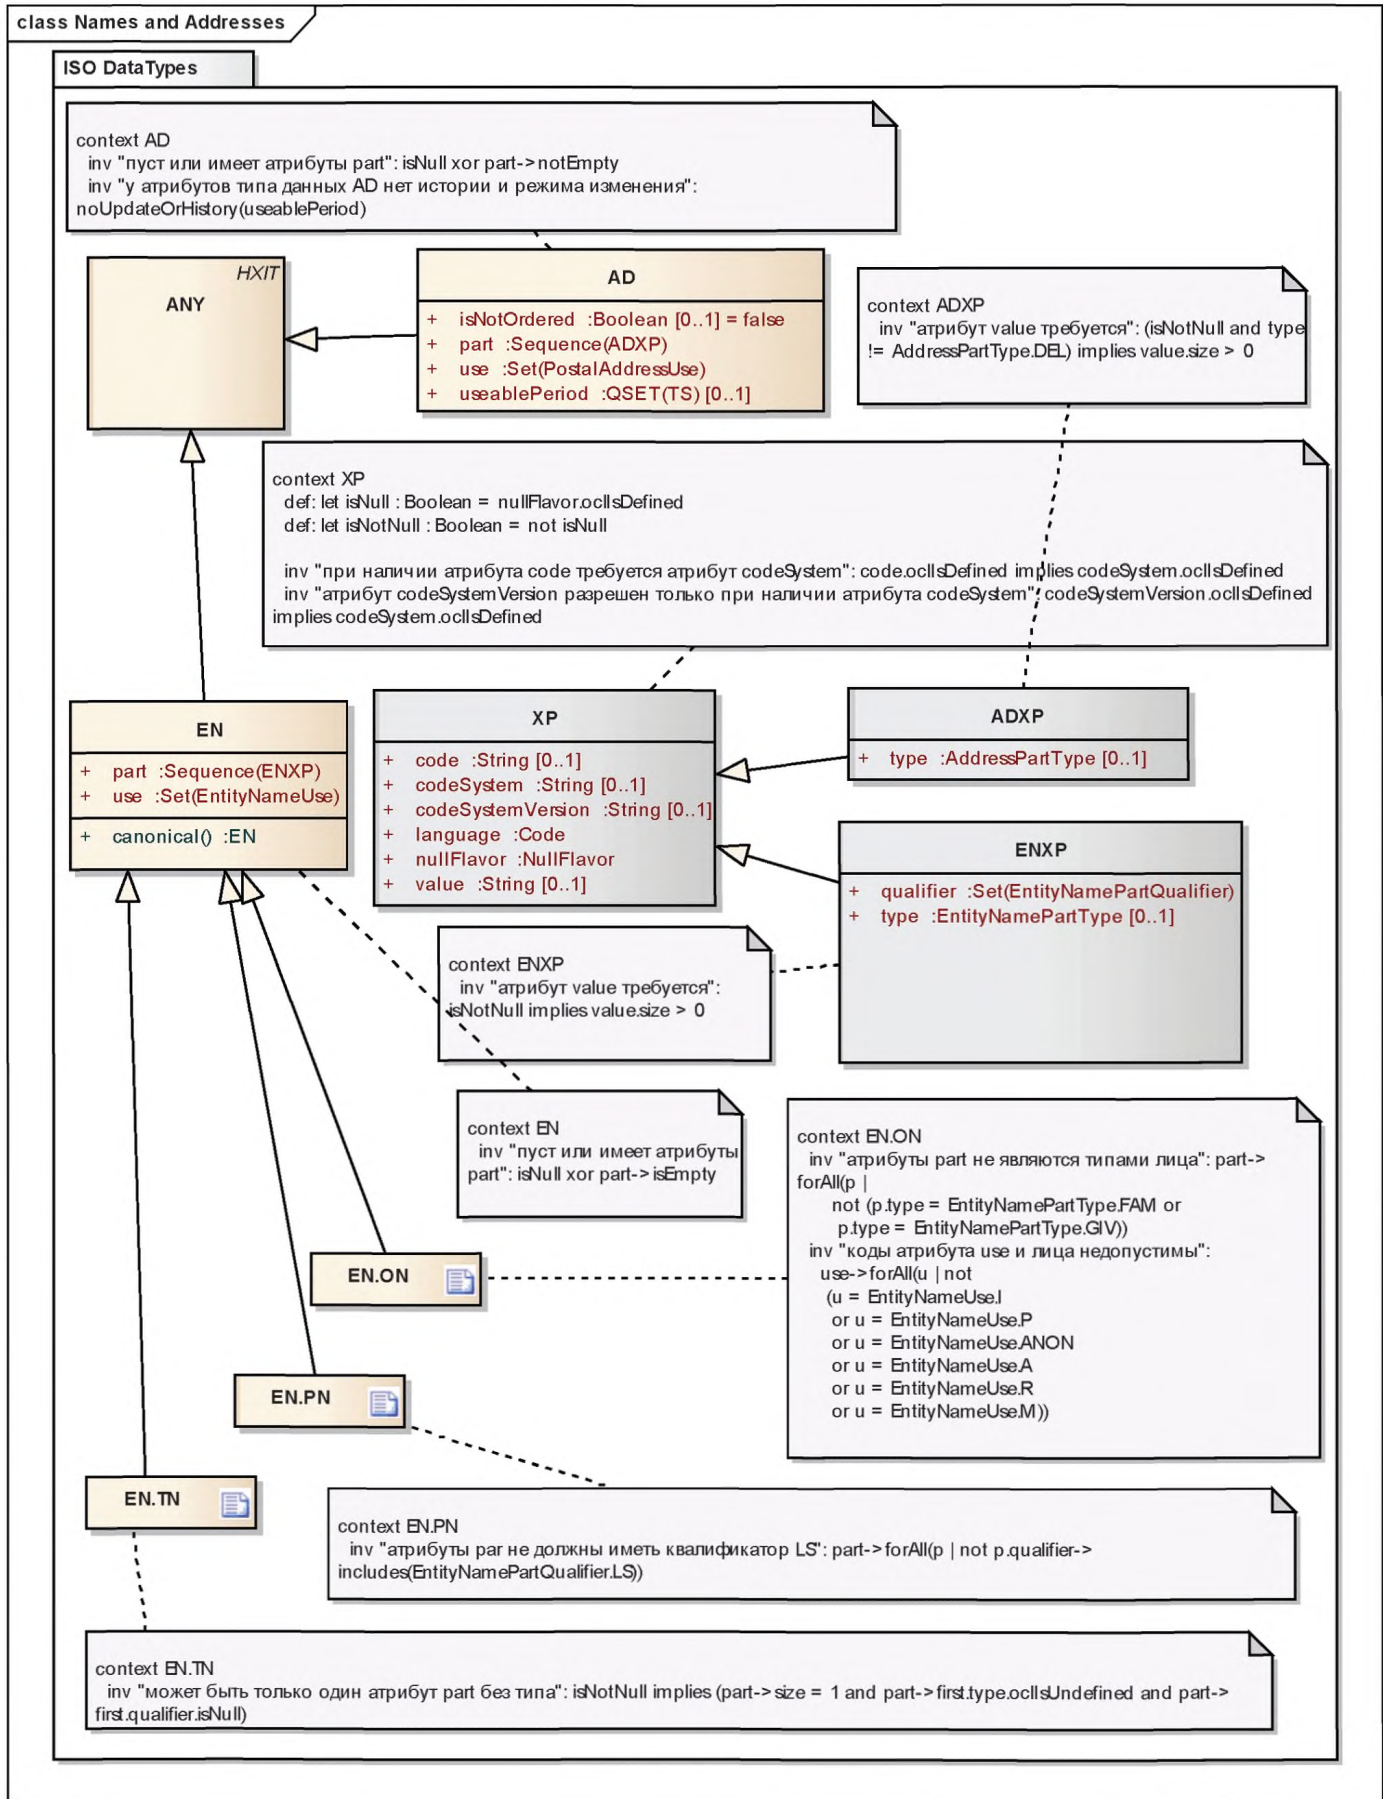 class Names and Addresses
ISO DataTypes
context AD
inv "пуст или имеет атрибуты part": isNull xor part->notEmpty
inv "у атрибутов типа данных AD нет истории и режима изменения":
noUpdateOrHistory(useablePeriod)
HXIT
ANY
AD
+ isNotOrdered :Boolean [0..1] = false
+ part :Sequence(ADXP)
+ use :Set(PostalAddressUse)
+ useablePeriod :QSET(TS) [0..1]
context ADXP
inv "атрибут value требуется": (isNotNull and type
!= AddressPartType.DEL) implies value.size > 0
context XP
def: let isNull : Boolean = nullFlavor.oclIsDefined
def: let isNotNull : Boolean = not isNull
inv "при наличии атрибута code требуется атрибут codeSystem": code.oclIsDefined implies codeSystem.oclIsDefined
inv "атрибут codeSystemVersion разрешен только при наличии атрибута codeSystem": codeSystemVersion.oclIsDefined
implies codeSystem.oclIsDefined
EN
+ part :Sequence(ENXP)
+ use :Set(EntityNameUse)
+ canonical() :EN
XP
+ code :String [0..1]
+ codeSystem :String [0..1]
+ codeSystemVersion :String [0..1]
+ language :Code
+ nullFlavor :NullFlavor
+ value :String [0..1]
ADXP
+ type :AddressPartType [0..1]
ENXP
+ qualifier :Set(EntityNamePartQualifier)
+ type :EntityNamePartType [0..1]
context ENXP
inv "атрибут value требуется":
isNotNull implies value.size > 0
context EN
inv "пуст или имеет атрибуты
part": isNull xor part->isEmpty
context EN.ON
inv "атрибуты part не являются типами лица": part->
forAll(p |
not (p.type = EntityNamePartType.FAM or
p.type = EntityNamePartType.GIV))
inv "коды атрибута use и лица недопустимы":
use->forAll(u | not
(u = EntityNameUse.I
or u = EntityNameUse.P
or u = EntityNameUse.ANON
or u = EntityNameUse.A
or u = EntityNameUse.R
or u = EntityNameUse.M))
EN.ON
EN.PN
EN.TN
context EN.PN
inv "атрибуты par не должны иметь квалификатор LS": part->forAll(p | not p.qualifier->
includes(EntityNamePartQualifier.LS))
context EN.TN
inv "может быть только один атрибут part без типа": isNotNull implies (part->size = 1 and part->first.type.oclIsUndefined and part->
first.qualifier.isNull)